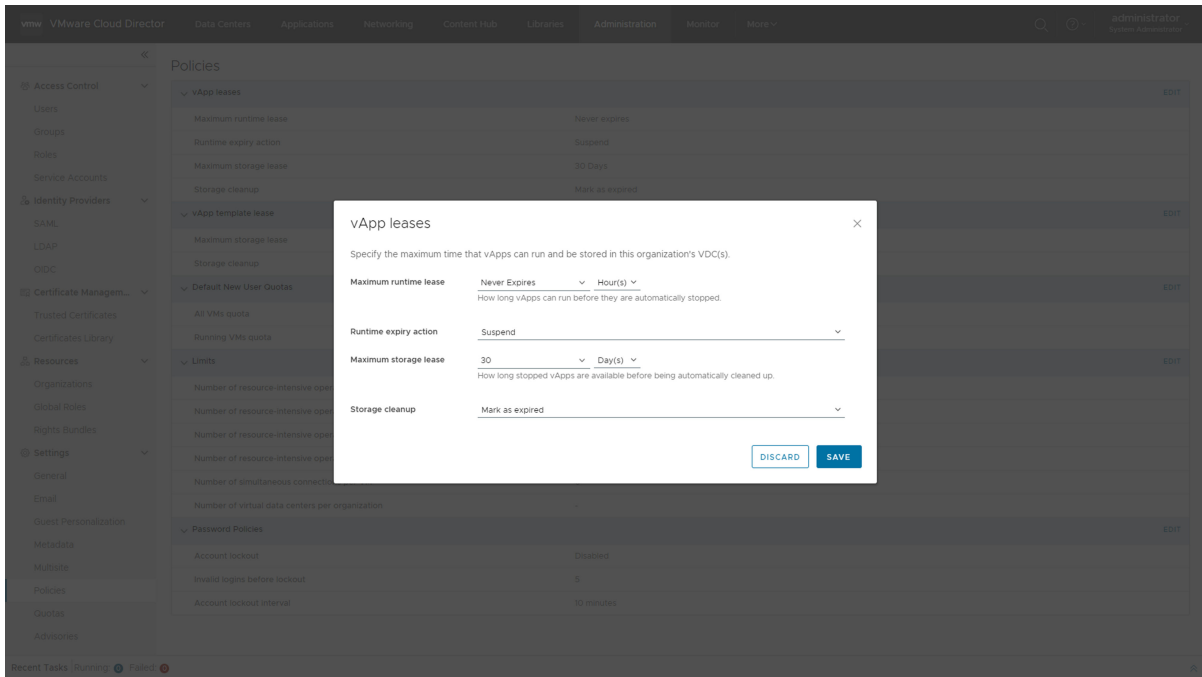 vmw VMware Cloud Director Data Centers Applications Networking Content Hub Libraries Administration Monitor More administrator
System Administrator
Policies
Access Control
Users
Groups
Roles
Service Accounts
Identity Providers
SAML
LDAP
OIDC
Certificate Managem...
Trusted Certificates
Certificates Library
Resources
Organizations
Global Roles
Rights Bundles
Settings
General
Email
Guest Personalization
Metadata
Multisite
Policies
Quotas
Advisories
vApp leases EDIT
Maximum runtime lease Never expires
Runtime expiry action Suspend
Maximum storage lease 30 Days
Storage cleanup Mark as expired
vApp template lease EDIT
Maximum storage lease
Storage cleanup
Default New User Quotas EDIT
All VMs quota
Running VMs quota
Limits EDIT
Number of resource-intensive oper
Number of resource-intensive oper
Number of resource-intensive oper
Number of resource-intensive oper
Number of simultaneous connection
Number of virtual data centers per organization -
Password Policies EDIT
Account lockout Disabled
Invalid logins before lockout 5
Account lockout interval 10 minutes
vApp leases
Specify the maximum time that vApps can run and be stored in this organization's VDC(s).
Maximum runtime lease Never Expires Hour(s)
How long vApps can run before they are automatically stopped.
Runtime expiry action Suspend
Maximum storage lease 30 Day(s)
How long stopped vApps are available before being automatically cleaned up.
Storage cleanup Mark as expired
DISCARD SAVE
Recent Tasks Running: 0 Failed: 0